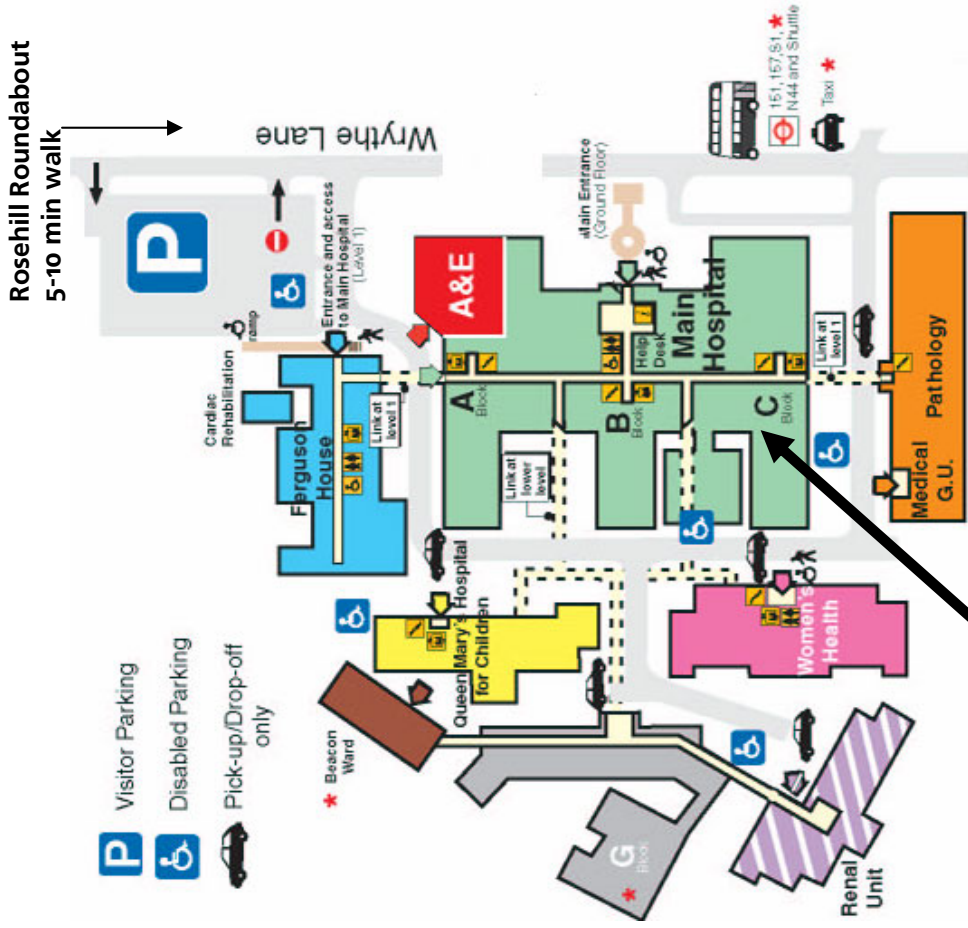 Rosehill Roundabout
5-10 min walk
Wrythe Lane
P
Visitor Parking
P
Disabled Parking
Pick-up/Drop-off
only
Entrance and access
to Main Hospital
(Level 1)
ramp
Cardiac
Rehabilitation
Ferguson
House
Link at
level 1
A&E
Main Entrance
(Ground Floor)
151,157,S1,*
N44 and Shuttle
Taxi *
A
Block
Help
Desk
Main
Hospital
B
Block
C
Block
Link at
lower
level
Link at
level 1
Pathology
Medical
G.U.
Queen Mary's Hospital
for Children
Women's
Health
* Beacon
Ward
G
Block
*
Renal
Unit